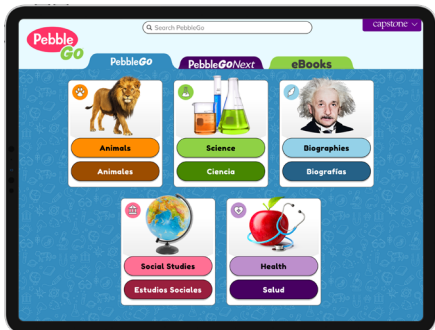 Search PebbleGo
capstone
Pebble
Go
PebbleGo
PebbleGoNext
eBooks
Animals
Animales
Science
Ciencia
Biographies
Biografías
Social Studies
Estudios Sociales
Health
Salud